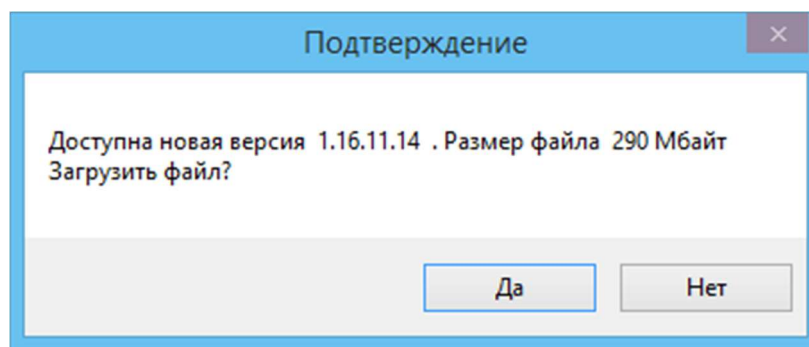 Подтверждение
Доступна новая версия 1.16.11.14 . Размер файла 290 Мбайт
Загрузить файл?
Да Нет